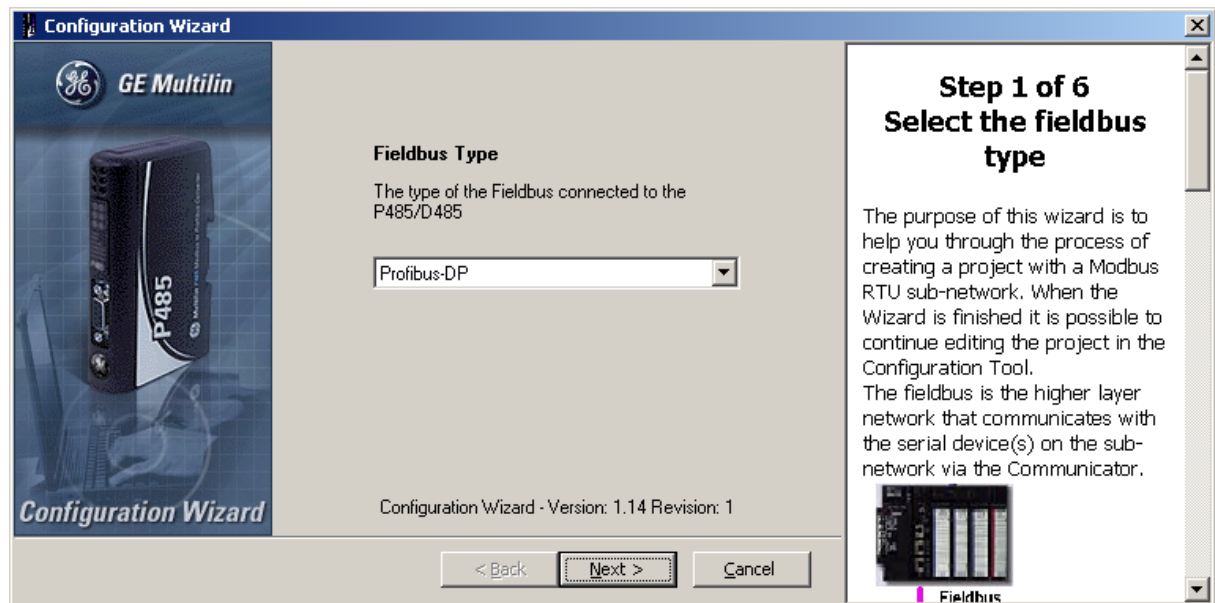 Configuration Wizard
GE Multilin
P485
Configuration Wizard
Fieldbus Type
The type of the Fieldbus connected to the
P485/D485
Profibus-DP
Configuration Wizard - Version: 1.14 Revision: 1
< Back
Next >
Cancel
Step 1 of 6
Select the fieldbus
type
The purpose of this wizard is to
help you through the process of
creating a project with a Modbus
RTU sub-network. When the
Wizard is finished it is possible to
continue editing the project in the
Configuration Tool.
The fieldbus is the higher layer
network that communicates with
the serial device(s) on the sub-
network via the Communicator.
Fieldbus